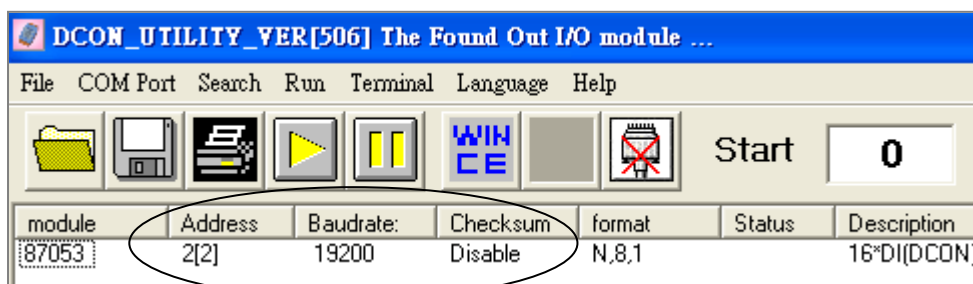 DCON_UTILITY_VER[506] The Found Out I/O module ...
File COM Port Search Run Terminal Language Help
WIN CE Start 0
module Address Baudrate: Checksum format Status Description
87053 2[2] 19200 Disable N,8,1 16*DI(DCON)